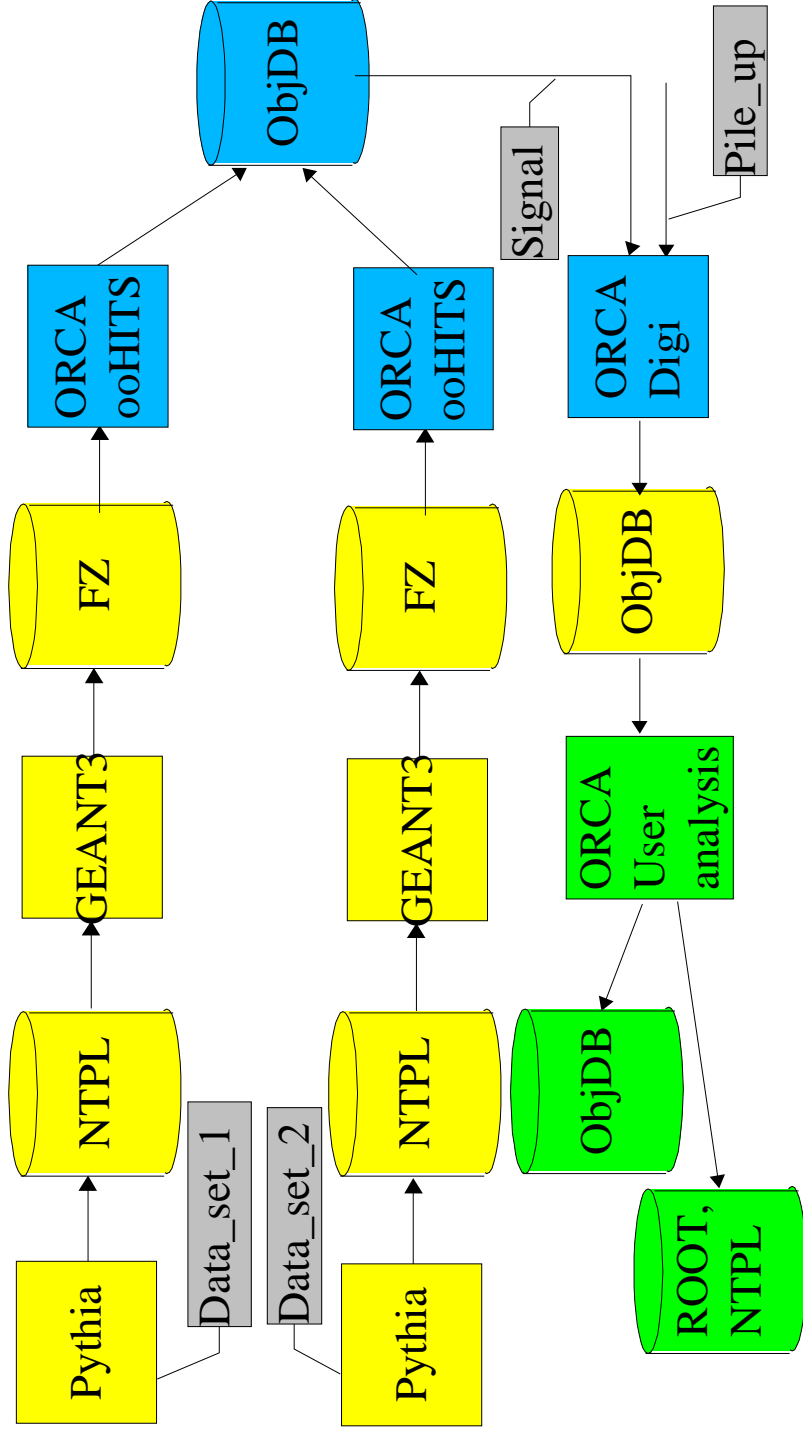 Pythia
NTPL
GEANT3
FZ
ORCA
ooHITS
Data_set_1
ObjDB
Data_set_2
Pythia
NTPL
GEANT3
FZ
ORCA
ooHITS
Signal
ObjDB
ORCA
User
analysis
ObjDB
ORCA
Digi
Pile_up
ROOT,
NTPL